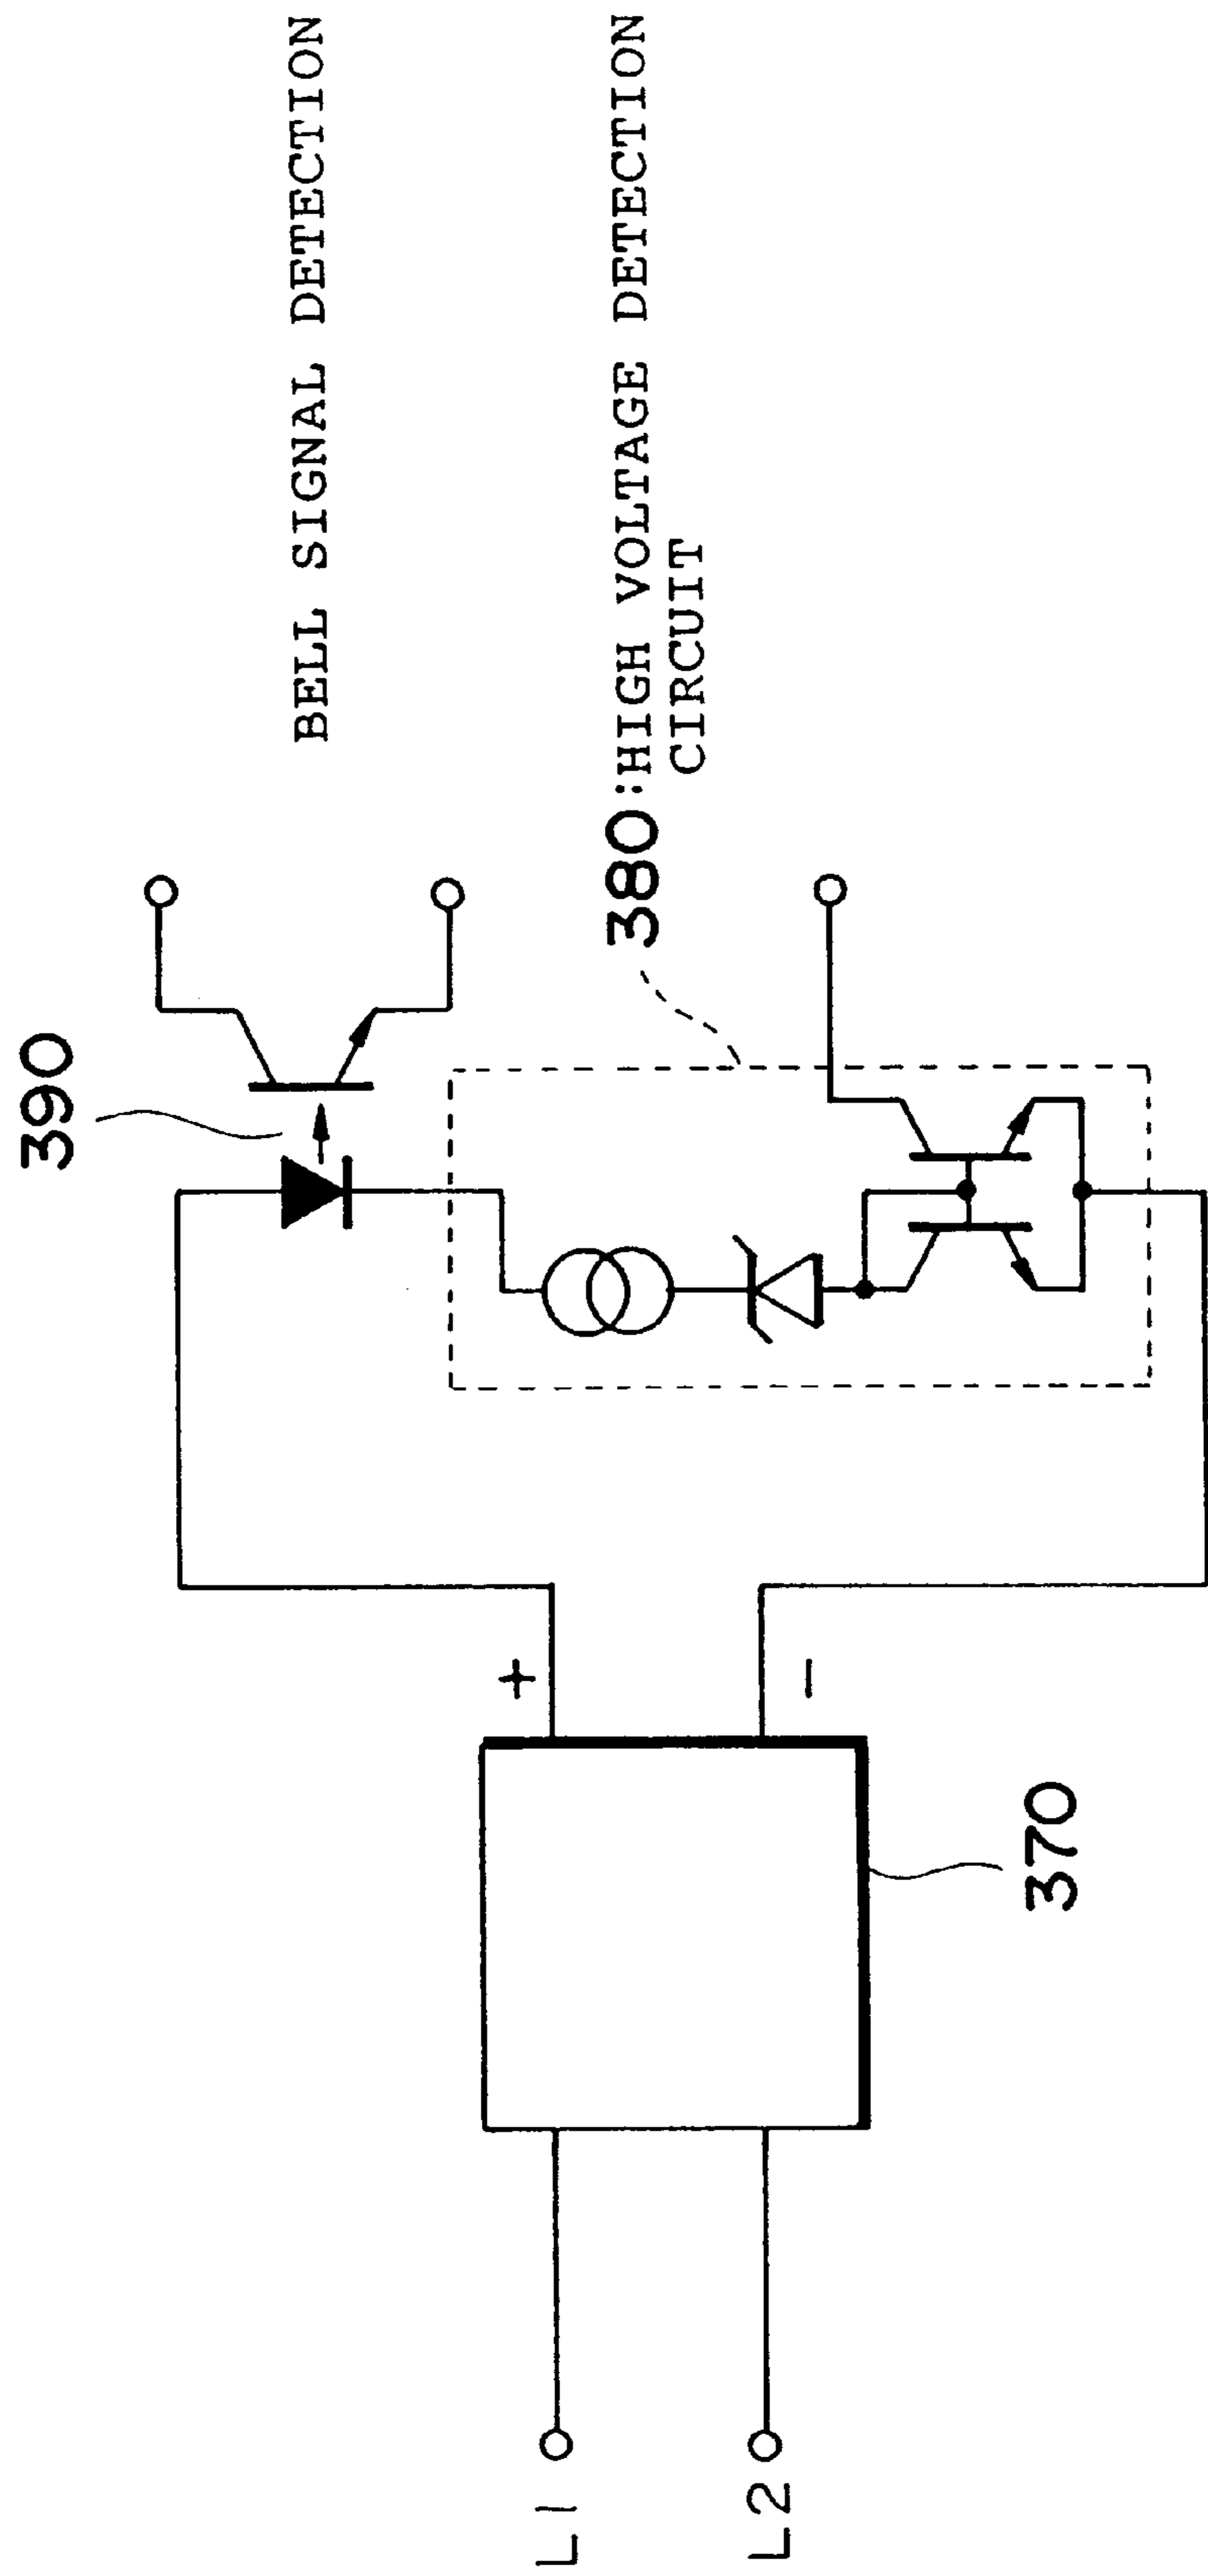 390
BELL SIGNAL DETECTION
380:HIGH VOLTAGE DETECTION
CIRCUIT
L1
+
L2
−
370